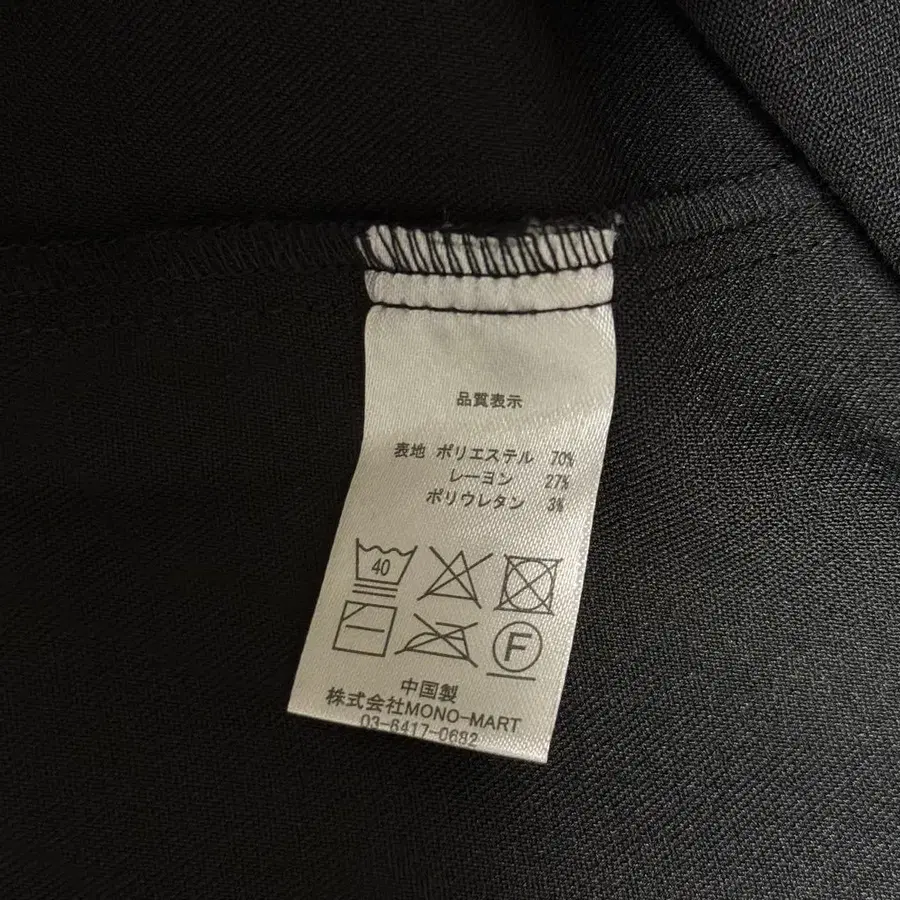 品質表示
表地 ポリエステル 70%
レーヨン 27%
ポリウレタン 3%
40
F
中国製
株式会社MONO-MART
03-6417-0682